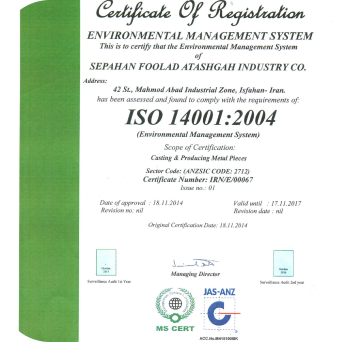 Certificate Of Registration
ENVIRONMENTAL MANAGEMENT SYSTEM
This is to certify that the Environmental Management System
of
SEPAHAN FOOLAD ATASHGAH INDUSTRY CO.
Address:
42 St., Mahmod Abad Industrial Zone, Isfahan- Iran.
has been assessed and found to comply with the requirements of:
ISO 14001:2004
(Environmental Management System)
Scope of Certification:
Casting & Producing Metal Pieces
Sector Code: (ANZSIC CODE: 2712)
Certificate Number: IRN/E/00067
Issue no.: 01
Date of approval : 18.11.2014 Valid until : 17.11.2017
Revision no: nil Revision date : nil
Original Certification Date: 18.11.2014
Managing Director
Surveillance Audit 1st Year
Surveillance Audit 2nd year
MS CERT
JAS-ANZ